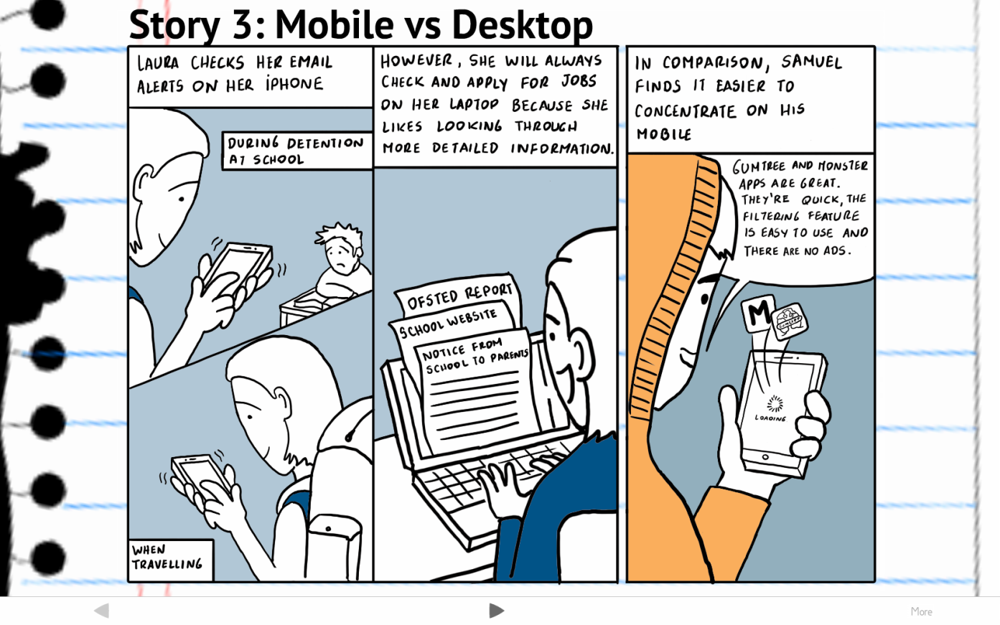 Story 3: Mobile vs Desktop
LAURA CHECKS HER EMAIL
ALERTS ON HER iPHONE
DURING DETENTION
AT SCHOOL
WHEN
TRAVELLING
HOWEVER, SHE WILL ALWAYS
CHECK AND APPLY FOR JOBS
ON HER LAPTOP BECAUSE SHE
LIKES LOOKING THROUGH
MORE DETAILED INFORMATION.
OFSTED REPORT
SCHOOL WEBSITE
NOTICE FROM
SCHOOL TO PARENTS
IN COMPARISON, SAMUEL
FINDS IT EASIER TO
CONCENTRATE ON HIS
MOBILE
GUMTREE AND MONSTER
APPS ARE GREAT.
THEY'RE QUICK, THE
FILTERING FEATURE
IS EASY TO USE AND
THERE ARE NO ADS.
M
GUMTREE
LOADING
More